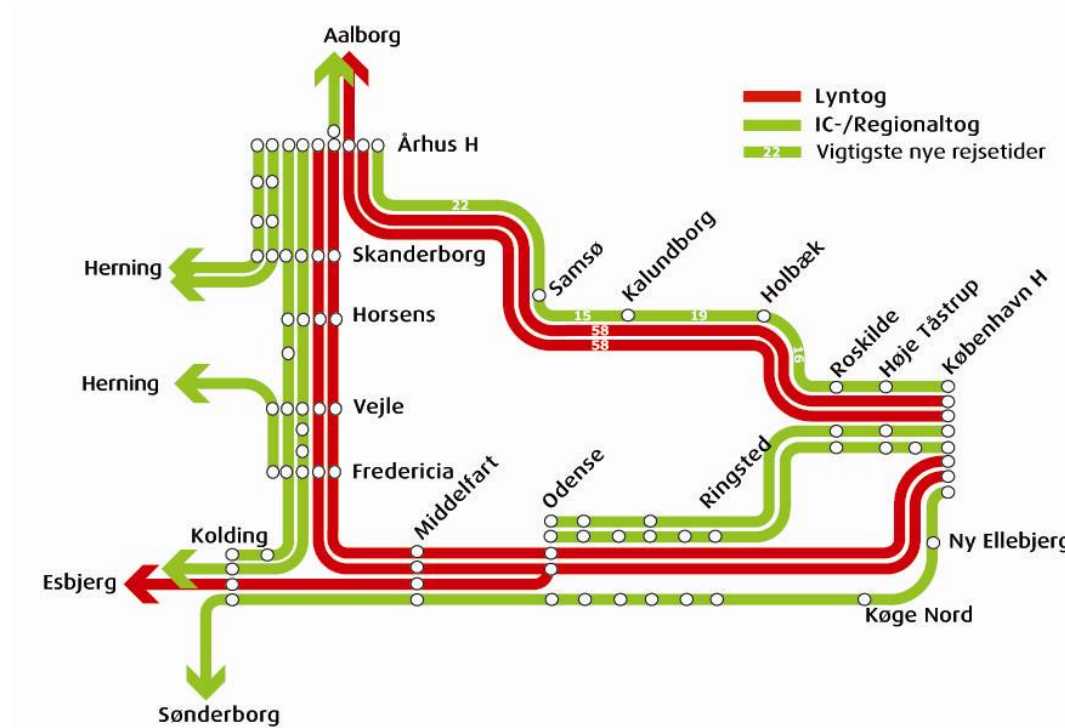 Aalborg
Lyntog
IC-/Regionaltog
22 Vigtigste nye rejsetider
Århus H
22
Skanderborg
Samsø
Kalundborg
Holbæk
Roskilde
Høje Tåstrup
København H
Herning
Horsens
15
19
58
58
16
Herning
Vejle
Fredericia
Middelfart
Odense
Ringsted
Kolding
Esbjerg
Ny Ellebjerg
Køge Nord
Sønderborg